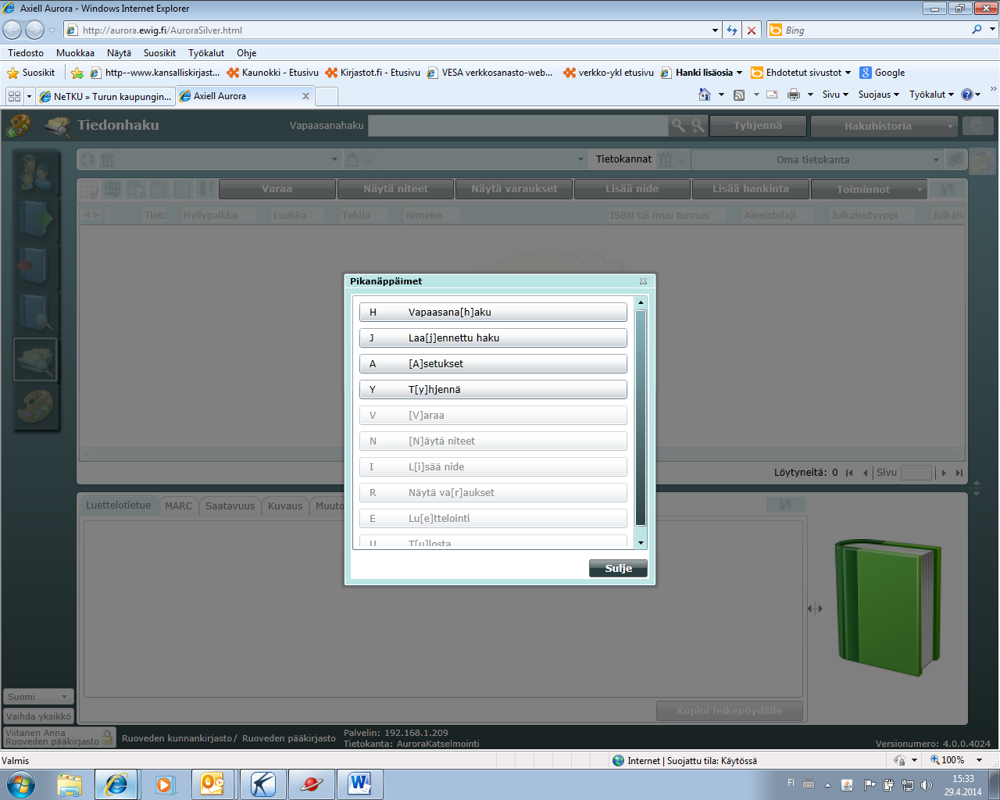 Axiell Aurora - Windows Internet Explorer
http://aurora.ewig.fi/AuroraSilver.html
Bing
Tiedosto Muokkaa Näytä Suosikit Työkalut Ohje
Suosikit http--www.kansalliskirjast... Kaunokki - Etusivu Kirjastot.fi - Etusivu VESA verkkosanasto-web... verkko-ykl etusivu Hanki lisäosia Ehdotetut sivustot Google
NeTKU » Turun kaupungin... Axiell Aurora Sivu Suojaus Työkalut
Tiedonhaku Vapaasanahaku Tyhjennä Hakuhistoria
Tietokannat Oma tietokanta
Varaa Näytä niteet Näytä varaukset Lisää nide Lisää hankinta Toiminnot
Tieto Hyllypaikka Luokka Tekijä Nimeke ISBN tai muu tunnus Aineistolaji Julkaisutyyppi Julkais
Pikanäppäimet
H Vapaasana[h]aku
J Laa[j]ennettu haku
A [A]setukset
Y T[y]hjennä
V [V]araa
N [N]äytä niteet
I L[i]sää nide
R Näytä va[r]aukset
E Lu[e]ttelointi
U T[u]losta
Sulje
Löytyneitä: 0 Sivu
Luettelotietue MARC Saatavuus Kuvaus Muuto
Kopioi leikepöydälle
Suomi
Vaihda yksikkö
Viitanen Anna
Ruoveden pääkirjasto
Ruoveden kunnankirjasto/ Ruoveden pääkirjasto
Palvelin: 192.168.1.209
Tietokanta: AuroraKatselmointi
Versionumero: 4.0.0.4024
Valmis Internet | Suojattu tila: Käytössä 100%
FI 15:33
29.4.2014